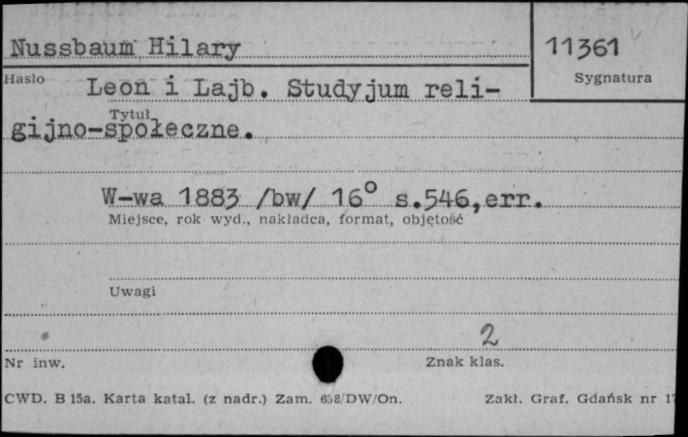 Nussbaum Hilary 11361
Hasło Sygnatura
Leon i Lajb. Studyjum reli-
Tytuł
gijno-społeczne.
W-wa 1883 /bw/ 16° s.546,err.
Miejsce, rok wyd., nakładca, format, objętość
Uwagi
2
Nr inw. Znak klas.
CWD. B 15a. Karta katal. (z nadr.) Zam. 658/DW/On. Zakł. Graf. Gdańsk nr